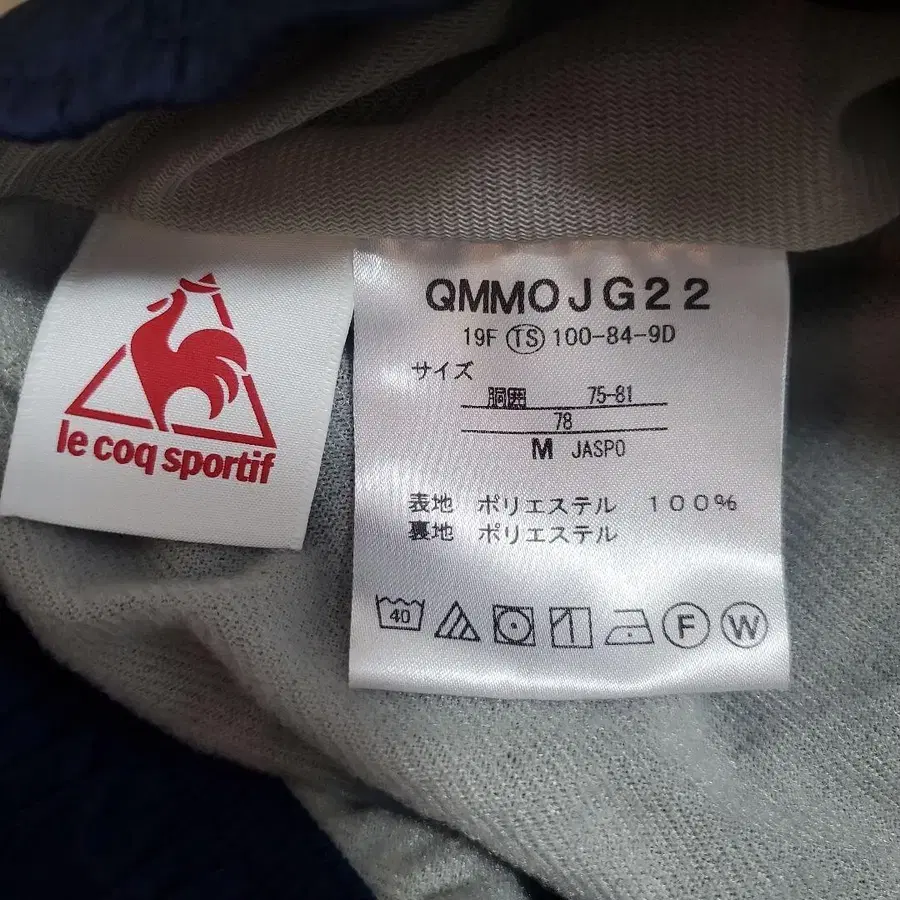 le coq sportif
QMMOJG22
19F TS 100-84-9D
サイズ
胴囲 75-81
78
M JASPO
表地 ポリエステル 100%
裏地 ポリエステル
40
F W